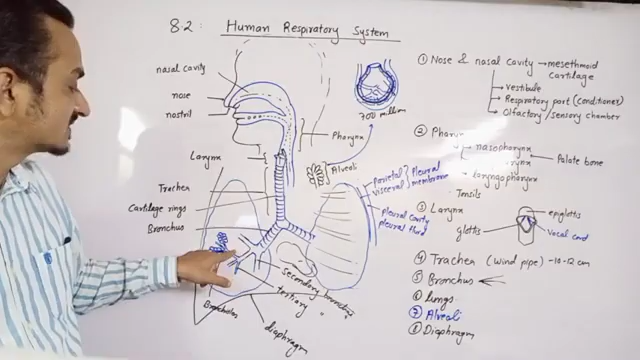 8.2: Human Respiratory System
nasal cavity
nose
nostril
Pharynx
Larynx
Alveoli
700 million
Trachea
Cartilage rings
Bronchus
Parietal
visceral
Pleural
membrane
Pleural cavity
pleural fluid
secondary bronchus
tertiary "
Bronchioles
diaphragm
① Nose & nasal cavity → mesethmoid
cartilage
→ Vestibule
→ Respiratory part (conditioner)
→ Olfactory/sensory chamber
② Phary
nasopharynx
rynx
laryngopharynx
Palate bone
Tonsils
③ Larynx
epiglottis
glottis
vocal cord
④ Trachea (wind pipe) - 10-12 cm
⑤ Bronchus
⑥ lungs
⑦ Alveoli
⑧ Diaphragm